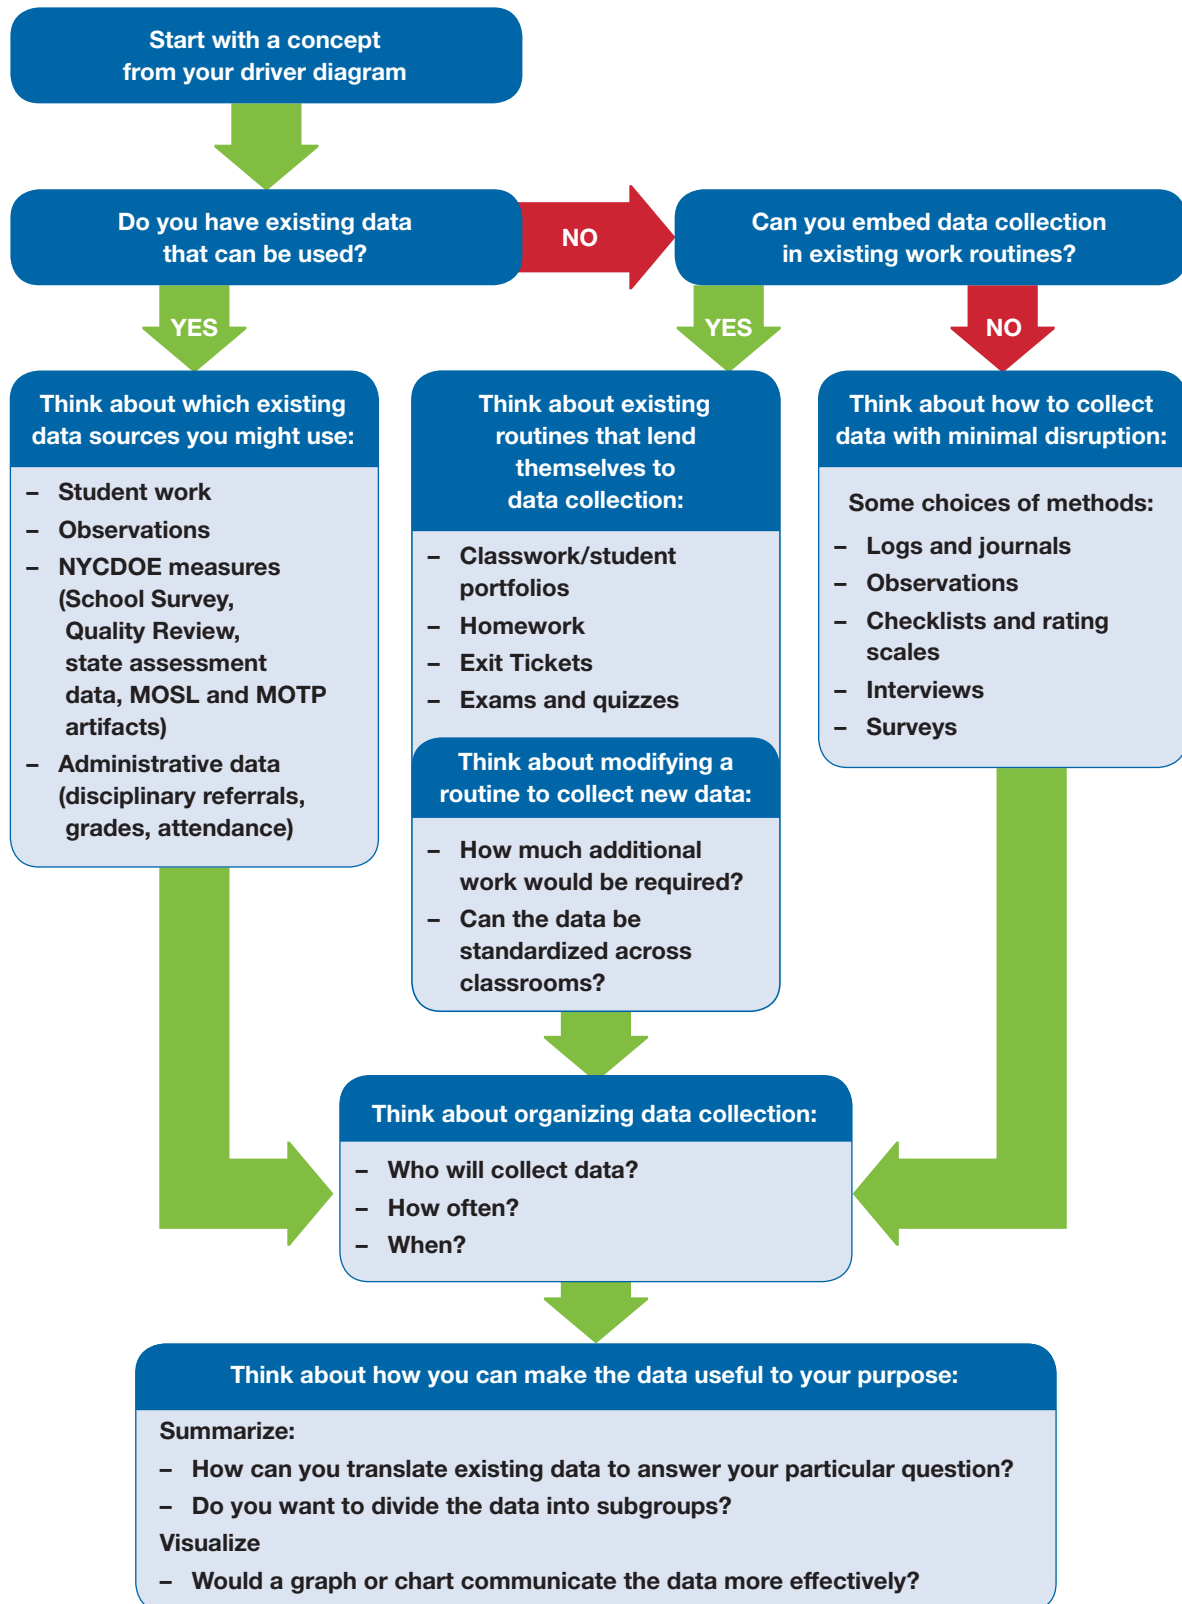 Start with a concept
from your driver diagram
Do you have existing data
that can be used?
NO
Can you embed data collection
in existing work routines?
YES
YES
NO
Think about which existing
data sources you might use:
– Student work
– Observations
– NYCDOE measures
(School Survey,
Quality Review,
state assessment
data, MOSL and MOTP
artifacts)
– Administrative data
(disciplinary referrals,
grades, attendance)
Think about existing
routines that lend
themselves to
data collection:
– Classwork/student
portfolios
– Homework
– Exit Tickets
– Exams and quizzes
Think about modifying a
routine to collect new data:
– How much additional
work would be required?
– Can the data be
standardized across
classrooms?
Think about how to collect
data with minimal disruption:
Some choices of methods:
– Logs and journals
– Observations
– Checklists and rating
scales
– Interviews
– Surveys
Think about organizing data collection:
– Who will collect data?
– How often?
– When?
Think about how you can make the data useful to your purpose:
Summarize:
– How can you translate existing data to answer your particular question?
– Do you want to divide the data into subgroups?
Visualize
– Would a graph or chart communicate the data more effectively?